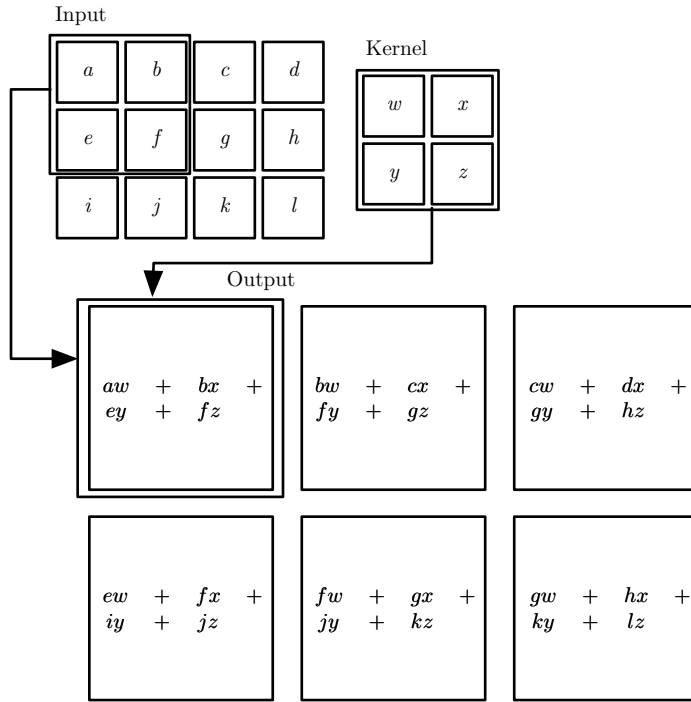 Input
a b c d
e f g h
i j k l
Kernel
w x
y z
Output
aw + bx +
ey + fz
bw + cx +
fy + gz
cw + dx +
gy + hz
ew + fx +
iy + jz
fw + gx +
jy + kz
gw + hx +
ky + lz